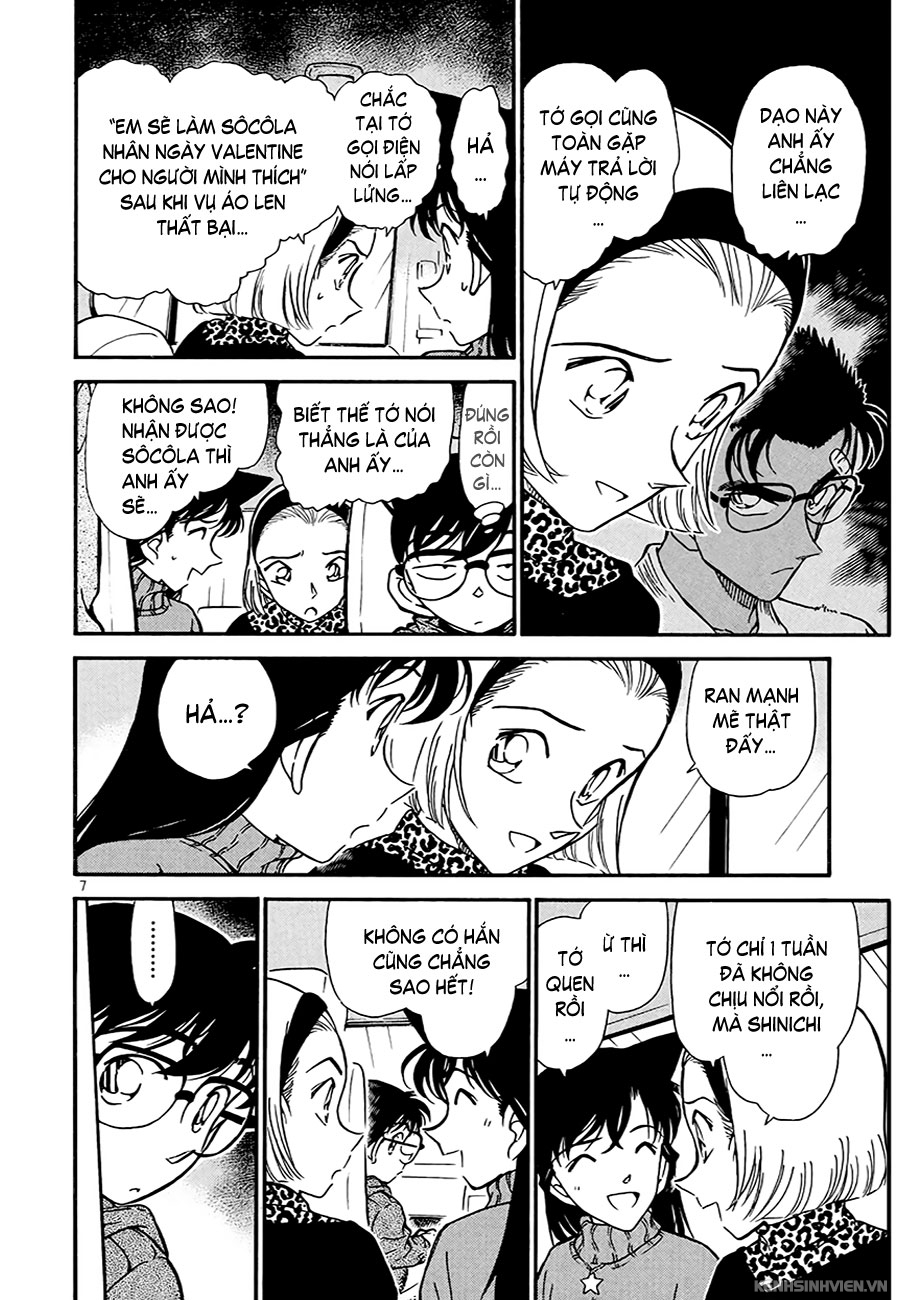 DẠO NÀY
ANH ẤY
CHẲNG
LIÊN LẠC
...
TỚ GỌI CŨNG
TOÀN GẶP
MÁY TRẢ LỜI
TỰ ĐỘNG
...
HẢ
...
CHẮC
TẠI TỚ
GỌI ĐIỆN
NÓI LẤP
LỬNG...
“EM SẼ LÀM SÔCÔLA
NHÂN NGÀY VALENTINE
CHO NGƯỜI MÌNH THÍCH”
SAU KHI VỤ ÁO LEN
THẤT BẠI...
ĐÚNG
RỒI
CÒN
GÌ...
BIẾT THẾ TỚ NÓI
THẲNG LÀ CỦA
ANH ẤY...
KHÔNG SAO!
NHẬN ĐƯỢC
SÔCÔLA THÌ
ANH ẤY
SẼ...
RAN MẠNH
MẼ THẬT
ĐẤY...
HẢ...?
7
TỚ CHỈ 1 TUẦN
ĐÃ KHÔNG
CHỊU NỔI RỒI,
MÀ SHINICHI
...
Ừ THÌ
...
TỚ
QUEN
RỒI
...
KHÔNG CÓ HẮN
CŨNG CHẲNG
SAO HẾT!
.........
KENHSINHVIEN.VN